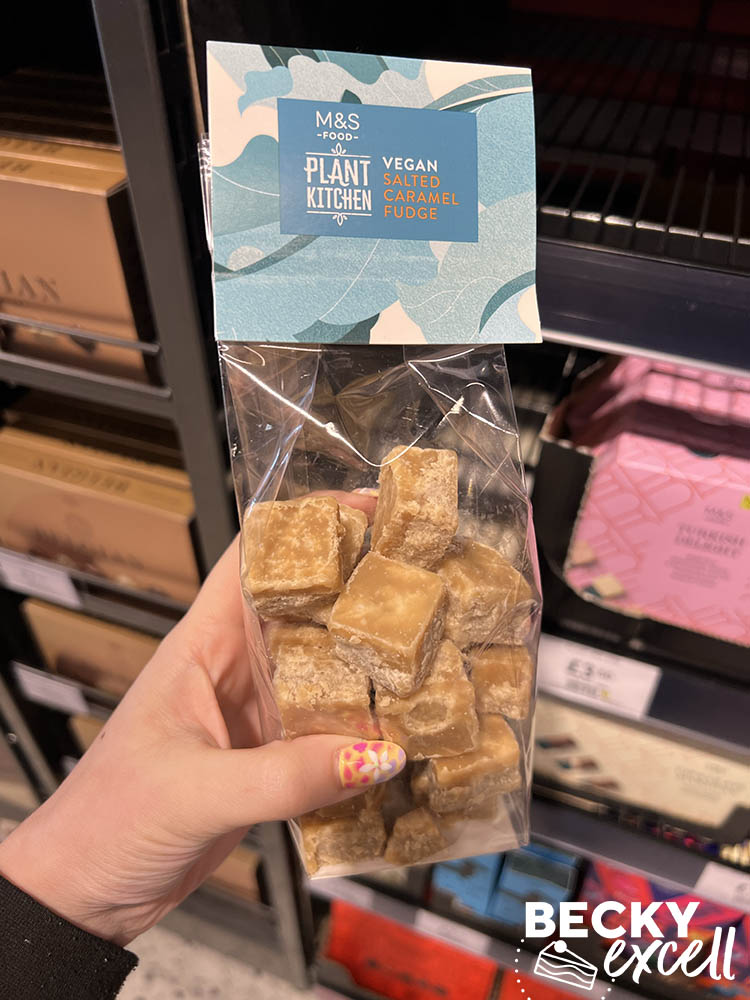 M&S
-FOOD-
PLANT
KITCHEN
VEGAN
SALTED
CARAMEL
FUDGE
M&S
TURKISH
DELIGHT
BECKY
excell